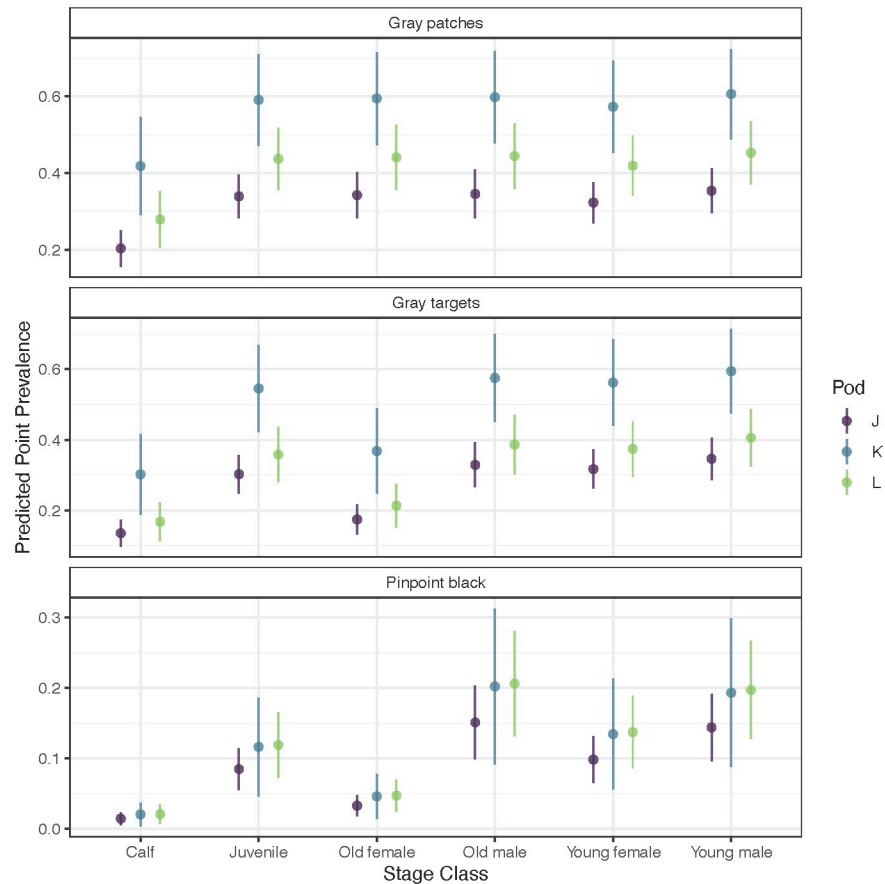 Gray patches
0.6
0.4
0.2
Gray targets
0.6
0.4
0.2
Pinpoint black
0.3
0.2
0.1
0.0
Calf Juvenile Old female Old male Young female Young male
Stage Class
Predicted Point Prevalence
Pod
J
K
L